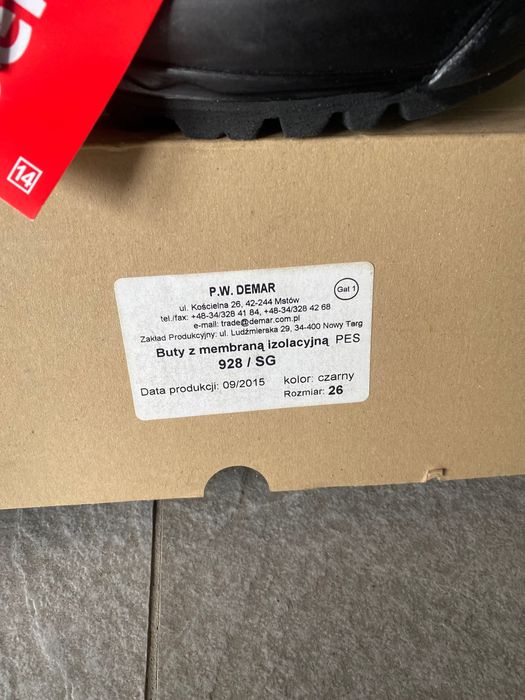 14
P.W. DEMAR
Gat 1
ul. Kościelna 26, 42-244 Mstów
tel./fax: +48-34/328 41 84, +48-34/328 42 68
e-mail: trade@demar.com.pl
Zakład Produkcyjny: ul. Ludźmierska 29, 34-400 Nowy Targ
Buty z membraną izolacyjną PES
928 / SG
Data produkcji: 09/2015 kolor: czarny
Rozmiar: 26